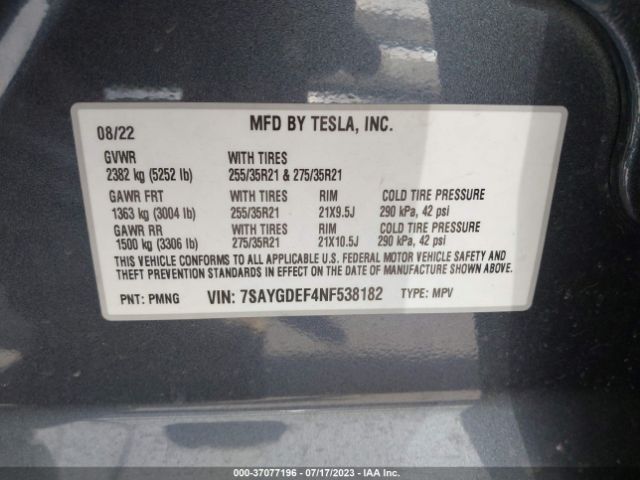 MFD BY TESLA, INC.
08/22
GVWR WITH TIRES
2382 kg (5252 lb) 255/35R21 & 275/35R21
GAWR FRT WITH TIRES RIM COLD TIRE PRESSURE
1363 kg (3004 lb) 255/35R21 21X9.5J 290 kPa, 42 psi
GAWR RR WITH TIRES RIM COLD TIRE PRESSURE
1500 kg (3306 lb) 275/35R21 21X10.5J 290 kPa, 42 psi
THIS VEHICLE CONFORMS TO ALL APPLICABLE U.S. FEDERAL MOTOR VEHICLE SAFETY AND
THEFT PREVENTION STANDARDS IN EFFECT ON THE DATE OF MANUFACTURE SHOWN ABOVE.
PNT: PMNG VIN: 7SAYGDEF4NF538182 TYPE: MPV
000-37077196 - 07/17/2023 - IAA Inc.